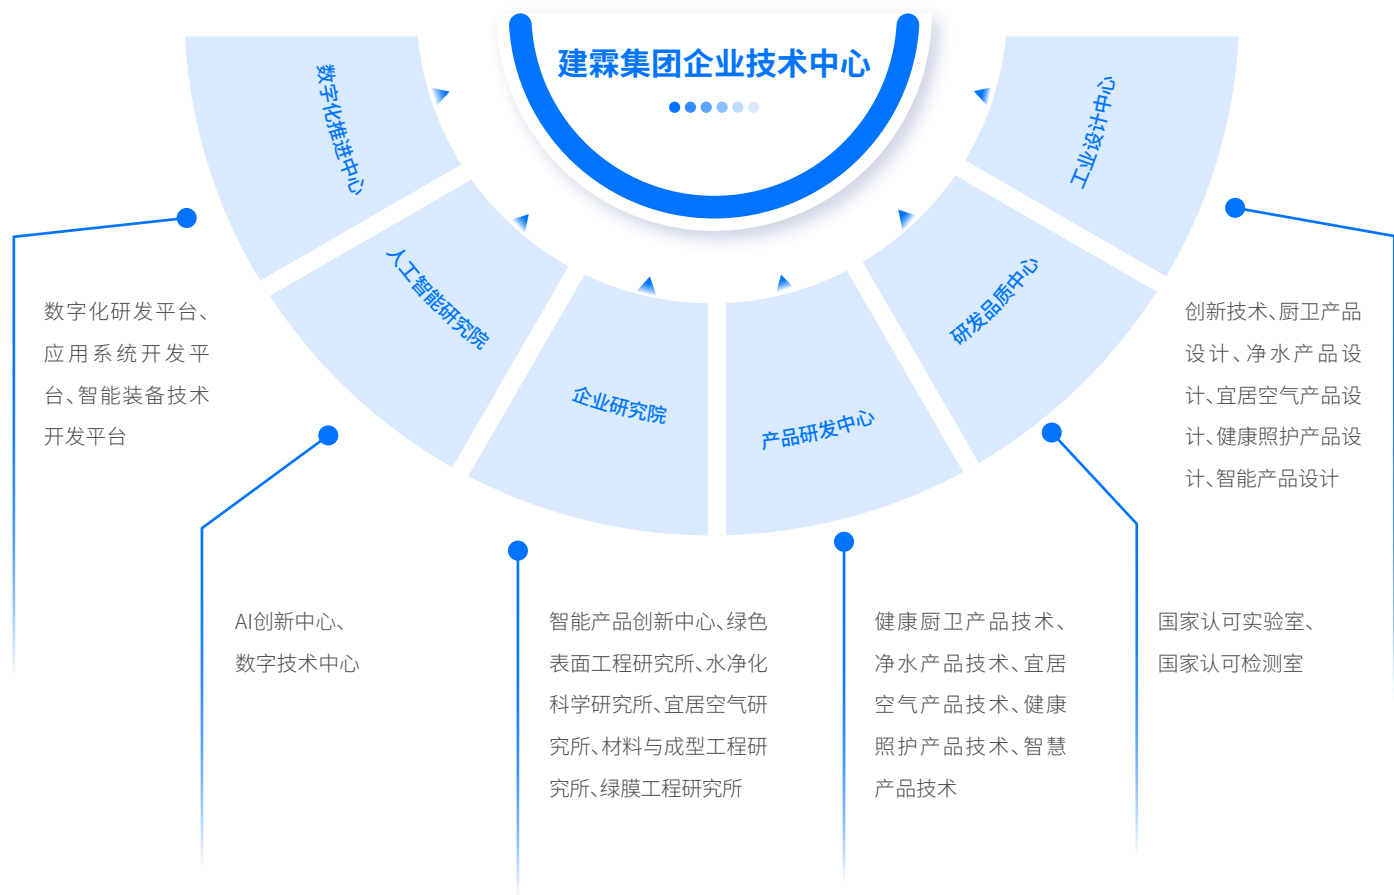 建霖集团企业技术中心
数字化推进中心
人工智能研究院
企业研究院
产品研发中心
研发品质中心
工业设计中心
数字化研发平台、
应用系统开发平
台、智能装备技术
开发平台
AI创新中心、
数字技术中心
智能产品创新中心、绿色
表面工程研究所、水净化
科学研究所、宜居空气研
究所、材料与成型工程研
究所、绿膜工程研究所
健康厨卫产品技术、
净水产品技术、宜居
空气产品技术、健康
照护产品技术、智慧
产品技术
国家认可实验室、
国家认可检测室
创新技术、厨卫产品
设计、净水产品设
计、宜居空气产品设
计、健康照护产品设
计、智能产品设计